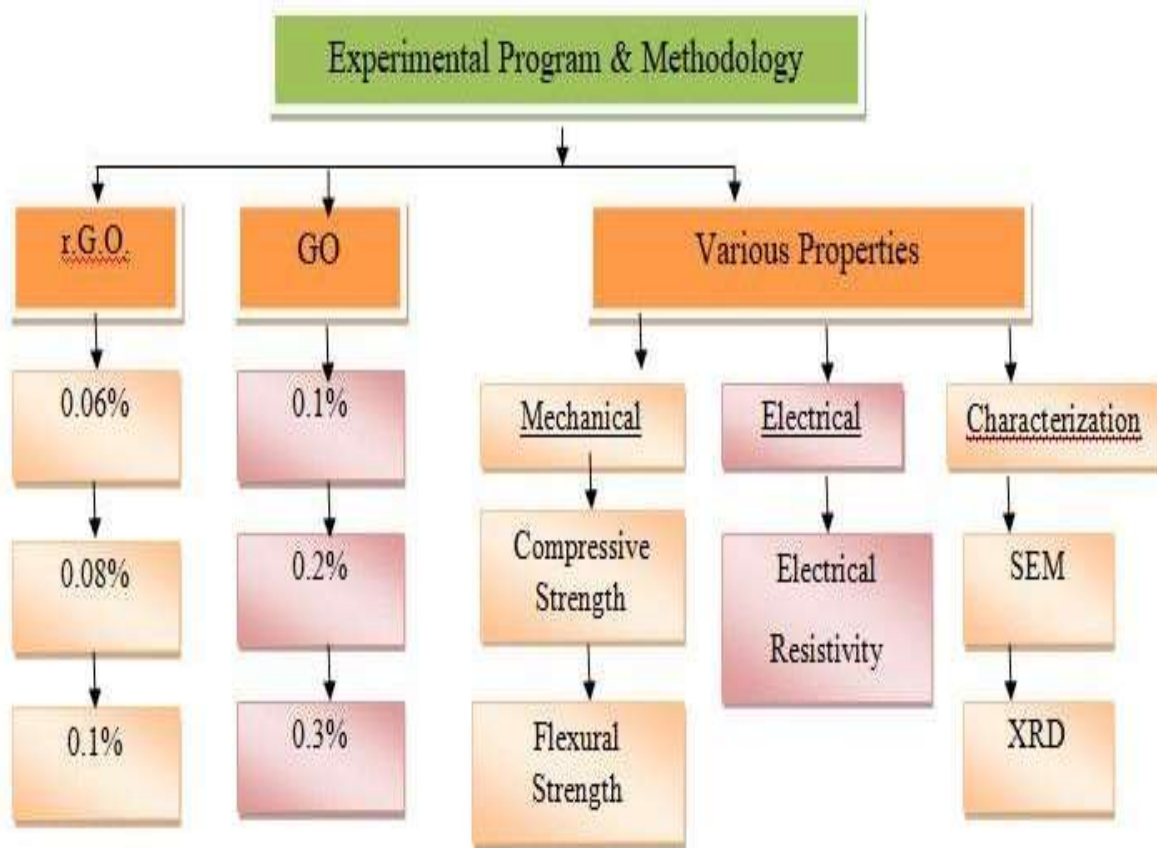 Experimental Program & Methodology
r.G.O.
GO
Various Properties
0.06%
0.1%
Mechanical
Electrical
Characterization
0.08%
0.2%
Compressive
Strength
Electrical
Resistivity
SEM
0.1%
0.3%
Flexural
Strength
XRD